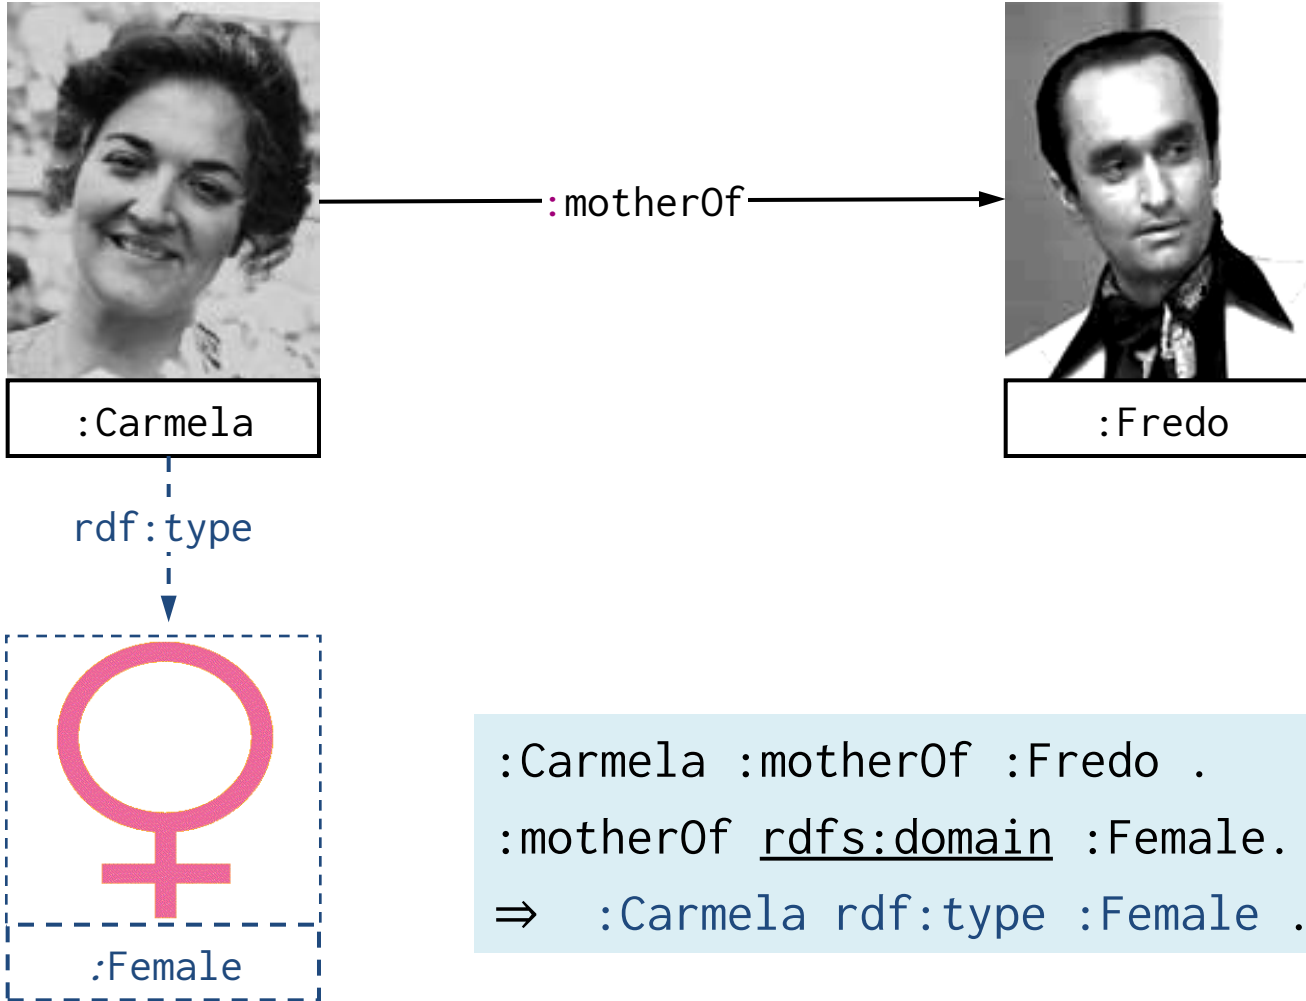 :motherOf
:Carmela
:Fredo
rdf:type
:Carmela :motherOf :Fredo .
:motherOf rdfs:domain :Female.
⇒ :Carmela rdf:type :Female .
:Female